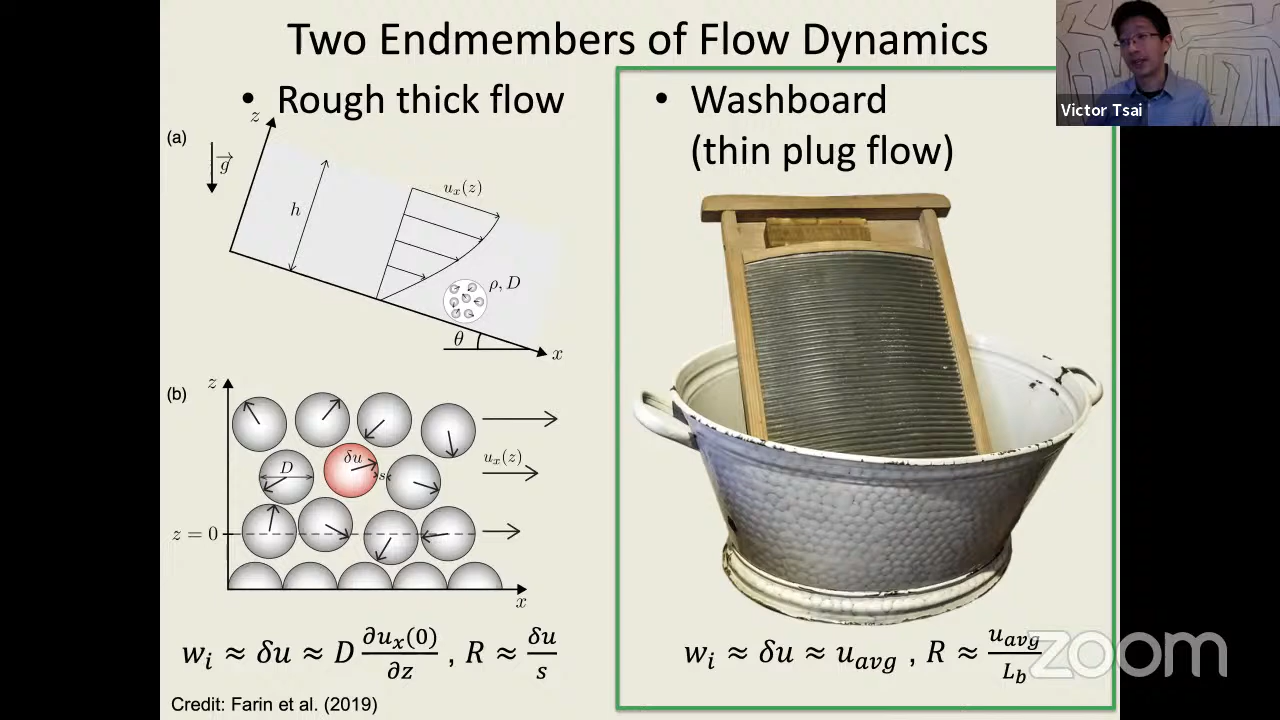 Two Endmembers of Flow Dynamics
• Rough thick flow
• Washboard
(thin plug flow)
Victor Tsai
(a)
z
g⃗
h
uₓ(z)
ρ, D
θ
x
(b)
z
δu
D
s
uₓ(z)
z = 0
x
wᵢ ≈ δu ≈ D ∂uₓ(0)/∂z , R ≈ δu/s
wᵢ ≈ δu ≈ u_avg , R ≈ u_avg/L_b
zoom
Credit: Farin et al. (2019)